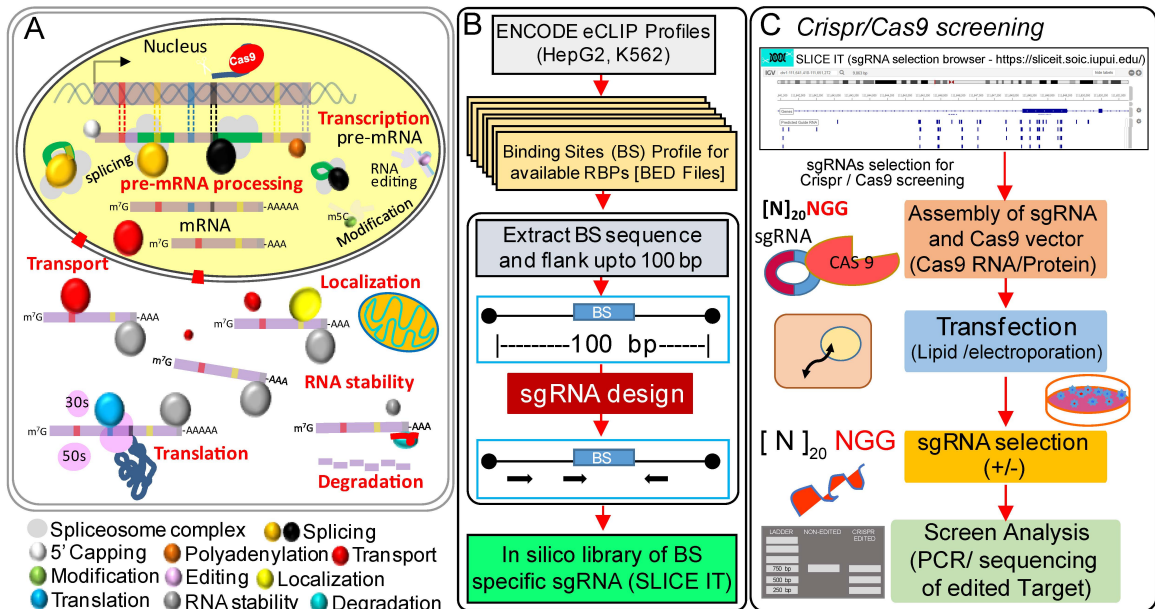 A
Nucleus
Cas9
Transcription
pre-mRNA
splicing
pre-mRNA processing
RNA
editing
m⁷G
-AAAAA
m5C
Modification
mRNA
m⁷G
-AAA
Transport
Localization
m⁷G
-AAA
m⁷G
-AAA
m⁷G
-AAA
RNA stability
30s
m⁷G
-AAAAA
50s
Translation
m⁷G
-AAA
Degradation
Spliceosome complex
Splicing
5' Capping
Polyadenylation
Transport
Modification
Editing
Localization
Translation
RNA stability
Degradation
B
ENCODE eCLIP Profiles
(HepG2, K562)
Binding Sites (BS) Profile for
available RBPs [BED Files]
Extract BS sequence
and flank upto 100 bp
BS
|---------100 bp---------|
sgRNA design
BS
In silico library of BS
specific sgRNA (SLICE IT)
C
Crispr/Cas9 screening
SLICE IT (sgRNA selection browser - https://sliceit.soic.iupui.edu/)
IGV
Genes
Predicted Guide RNA
sgRNAs selection for
Crispr / Cas9 screening
[N]₂₀NGG
sgRNA
CAS 9
Assembly of sgRNA
and Cas9 vector
(Cas9 RNA/Protein)
Transfection
(Lipid /electroporation)
[ N ]₂₀ NGG
sgRNA selection
(+/-)
LADDER
NON-EDITED
CRISPR
EDITED
750 bp
500 bp
250 bp
Screen Analysis
(PCR/ sequencing
of edited Target)